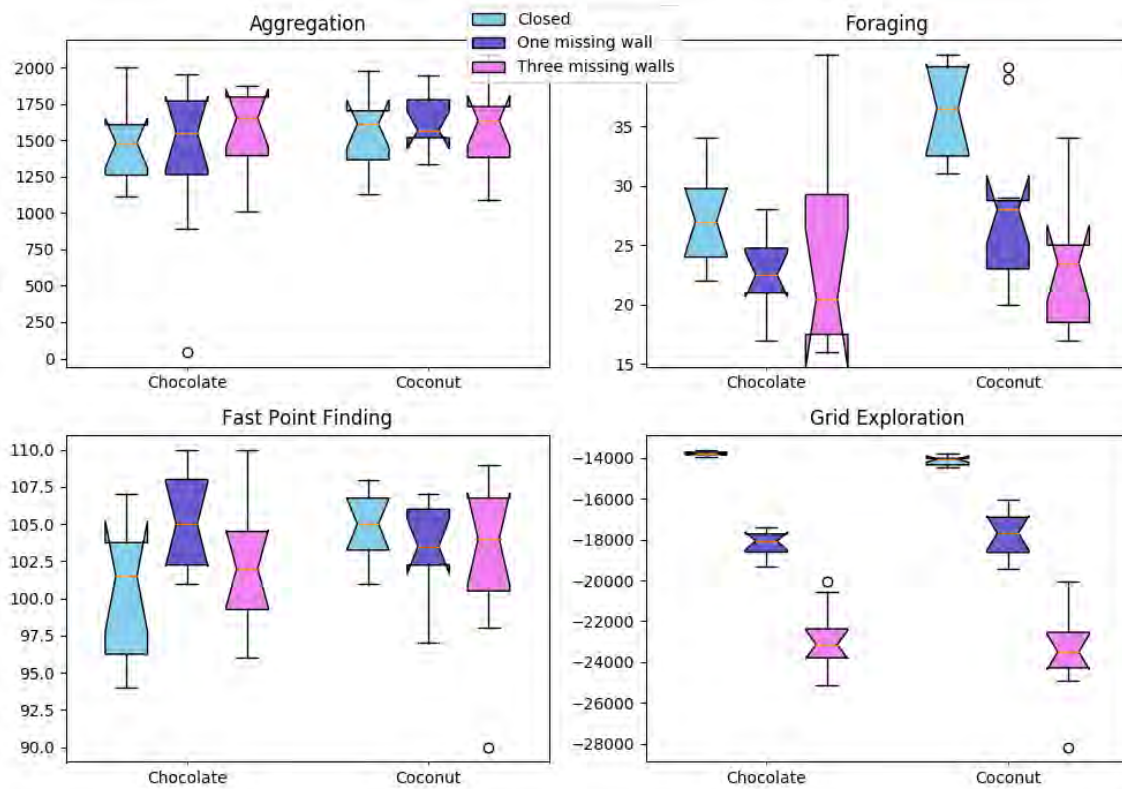 Closed
One missing wall
Three missing walls
Aggregation
2000
1750
1500
1250
1000
750
500
250
0
Chocolate Coconut
Foraging
35
30
25
20
15
Chocolate Coconut
Fast Point Finding
110.0
107.5
105.0
102.5
100.0
97.5
95.0
92.5
90.0
Chocolate Coconut
Grid Exploration
−14000
−16000
−18000
−20000
−22000
−24000
−26000
−28000
Chocolate Coconut